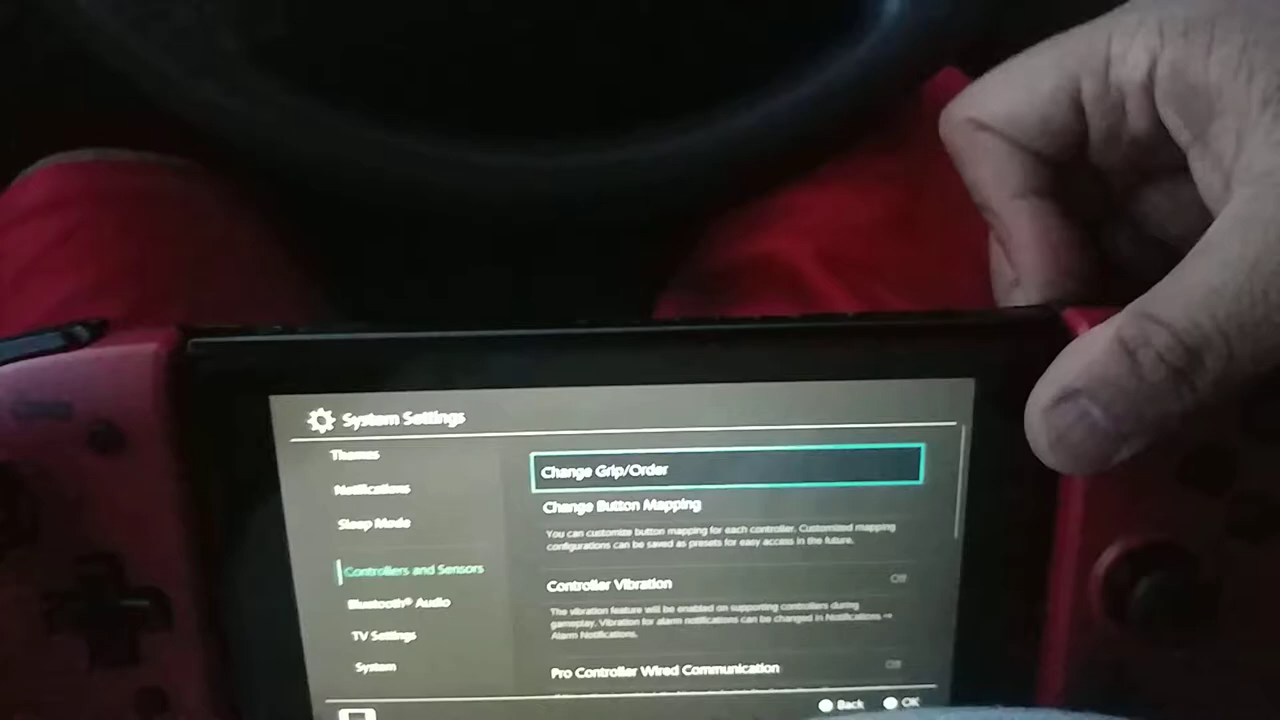 System Settings
Themes
Notifications
Sleep Mode
Controllers and Sensors
Bluetooth® Audio
TV Settings
System
Change Grip/Order
Change Button Mapping
You can customize button mapping for each controller. Customized mapping
configurations can be saved as presets for easy access in the future.
Controller Vibration Off
The vibration feature will be enabled on supporting controllers during
gameplay. Vibration for alarm notifications can be changed in Notifications →
Alarm Notifications.
Pro Controller Wired Communication Off
Back OK